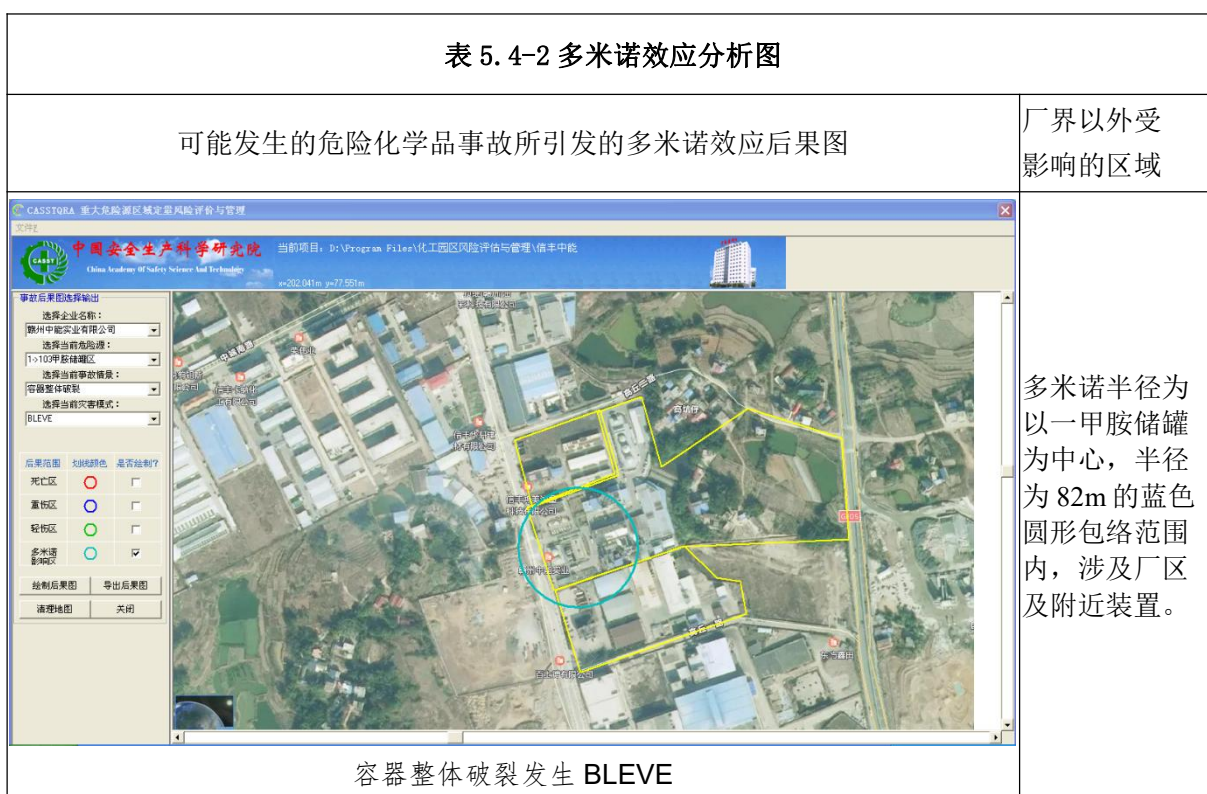 表 5.4-2 多米诺效应分析图
可能发生的危险化学品事故所引发的多米诺效应后果图
厂界以外受
影响的区域
CASSTQRA 重大危险源区域定量风险评价与管理
文件
CASST
中国安全生产科学研究院
China Academy Of Safety Science And Technology
当前项目：D:\Program Files\化工园区风险评估与管理\信丰中能
x=202.041m y=77.551m
事故后果图选择输出
选择企业名称：
赣州中能实业有限公司
选择当前危险源：
1->103甲胺储罐区
选择当前事故情景：
容器整体破裂
选择当前灾害模式：
BLEVE
后果范围 划线颜色 是否绘制?
死亡区
重伤区
轻伤区
多米诺
影响区
绘制后果图 导出后果图
清理地图 关闭
中端南路
高丘二路
高丘一路
多米诺半径为
以一甲胺储罐
为中心，半径
为 82m 的蓝色
圆形包络范围
内，涉及厂区
及附近装置。
容器整体破裂发生 BLEVE